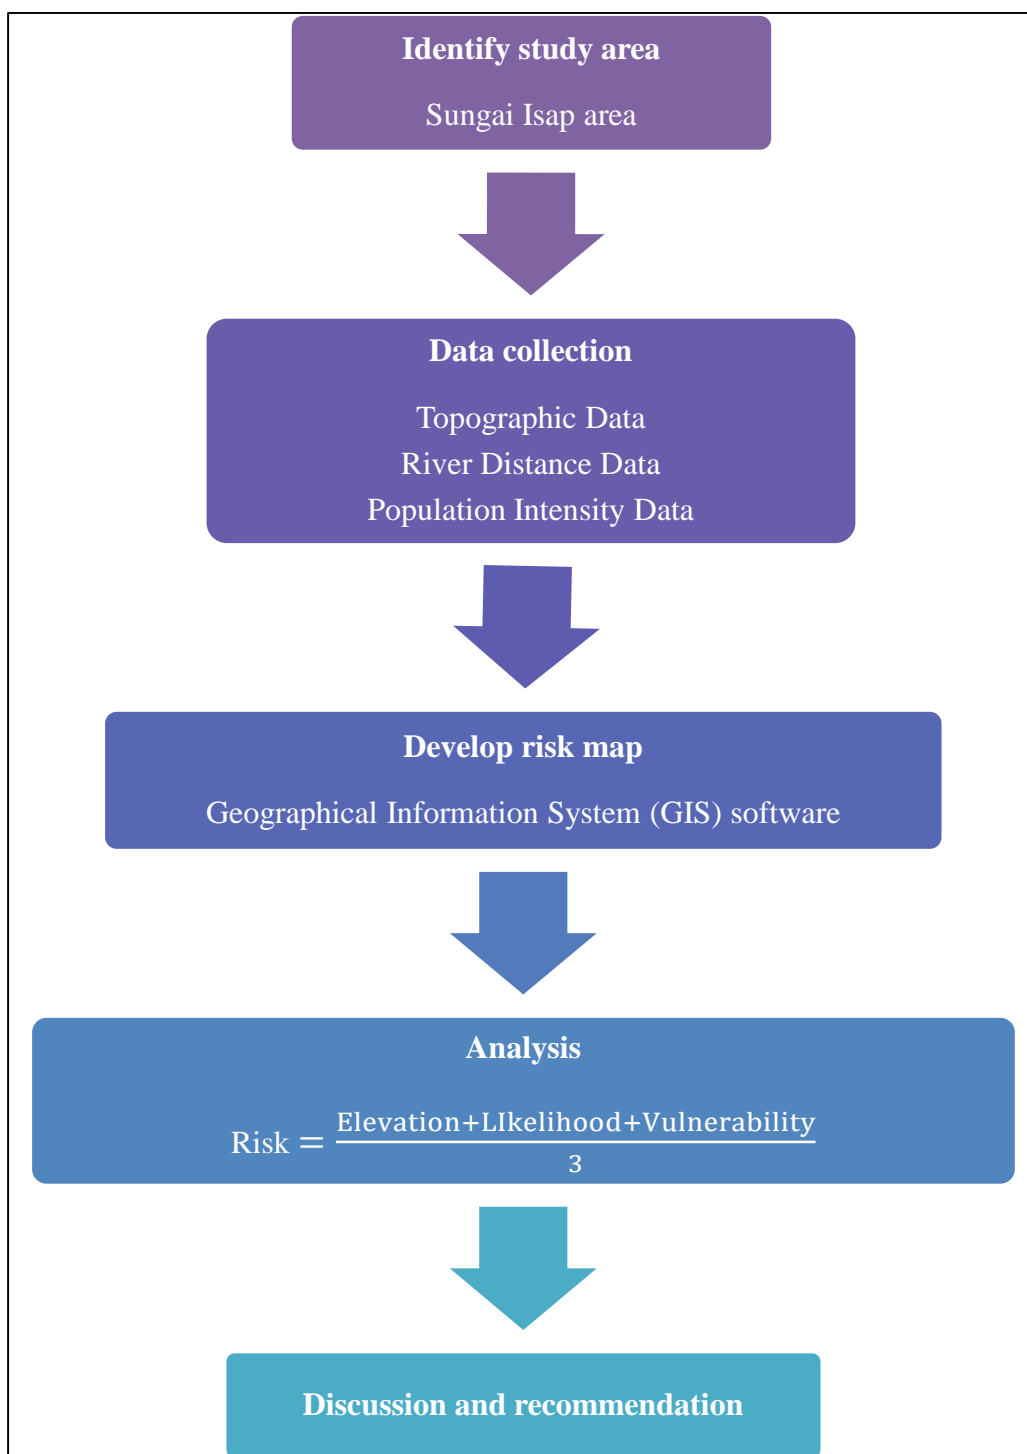 Identify study area
Sungai Isap area
Data collection
Topographic Data
River Distance Data
Population Intensity Data
Develop risk map
Geographical Information System (GIS) software
Analysis
Risk = Elevation+LIkelihood+Vulnerability
3
Discussion and recommendation